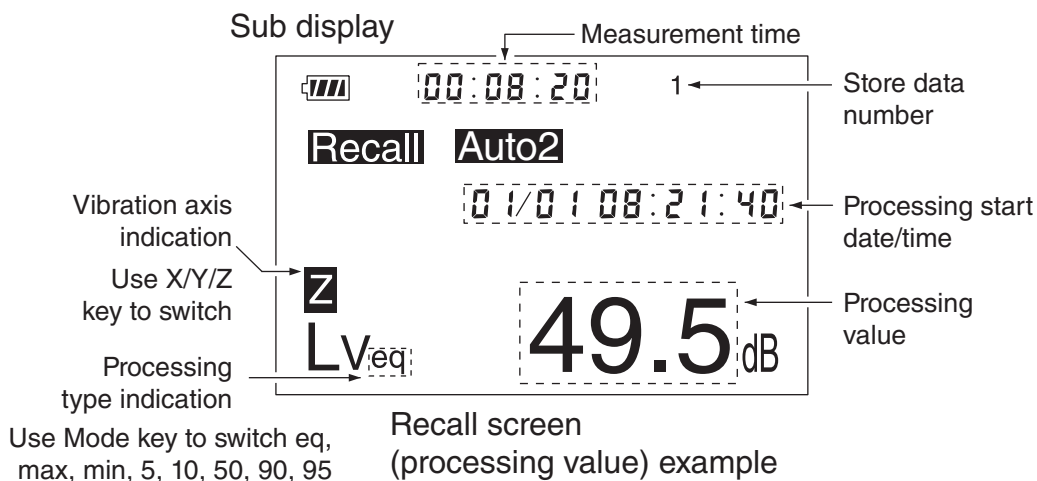 Sub display
Measurement time
00:08:20
1
Store data
number
Recall Auto2
01/01 08:21:40
Processing start
date/time
Vibration axis
indication
Use X/Y/Z
key to switch
Z
Lveq
49.5 dB
Processing
value
Processing
type indication
Use Mode key to switch eq,
max, min, 5, 10, 50, 90, 95
Recall screen
(processing value) example